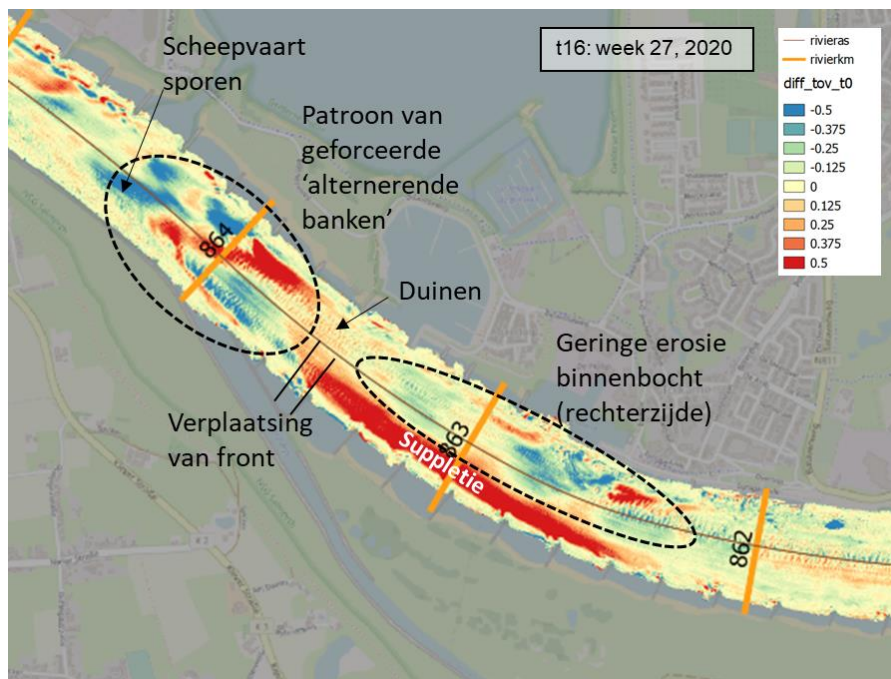 Scheepvaart
sporen
Patroon van
geforceerde
‘alternerende
banken’
t16: week 27, 2020
rivieras
rivierkm
diff_tov_t0
-0.5
-0.375
-0.25
-0.125
0
0.125
0.25
0.375
0.5
864
Duinen
Geringe erosie
binnenbocht
(rechterzijde)
Verplaatsing
van front
863
Suppletie
862